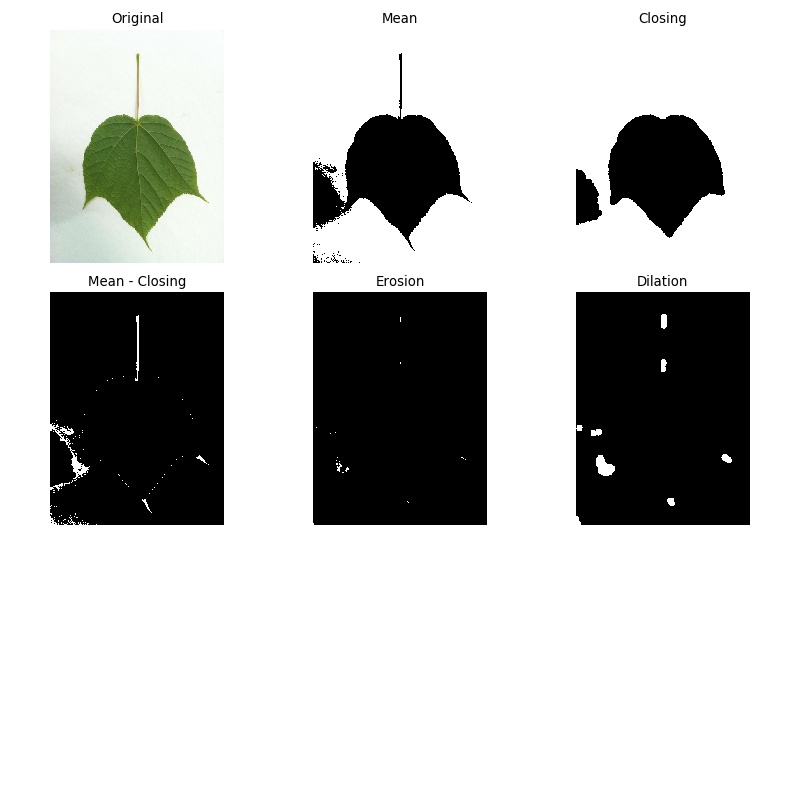 Original
Mean
Closing
Mean - Closing
Erosion
Dilation